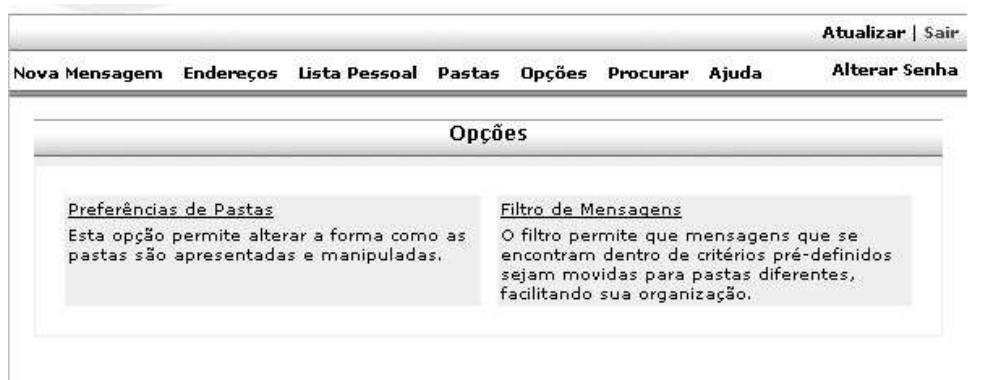 Atualizar | Sair
Nova Mensagem Endereços Lista Pessoal Pastas Opções Procurar Ajuda Alterar Senha
Opções
Preferências de Pastas
Esta opção permite alterar a forma como as
pastas são apresentadas e manipuladas.
Filtro de Mensagens
O filtro permite que mensagens que se
encontram dentro de critérios pré-definidos
sejam movidas para pastas diferentes,
facilitando sua organização.